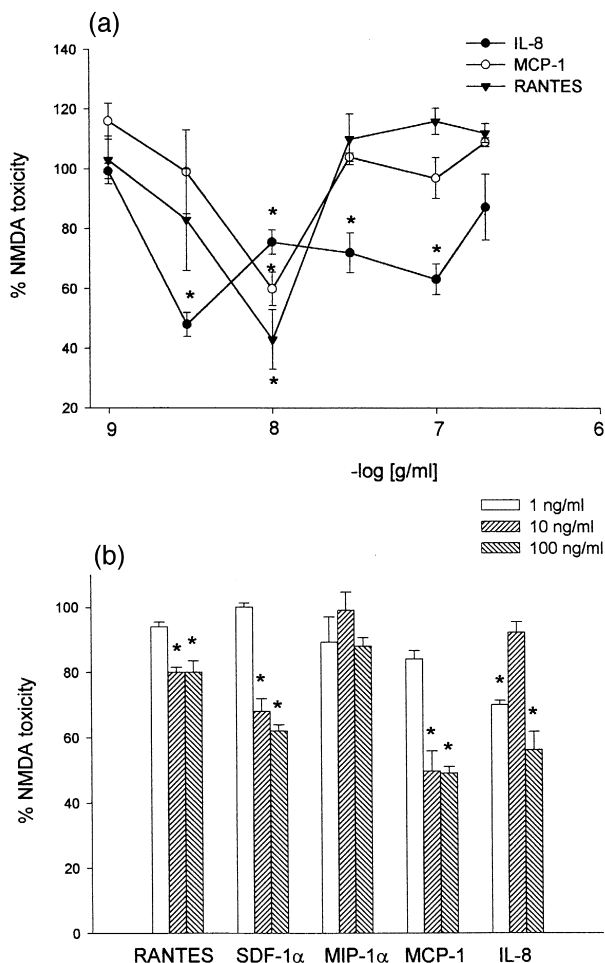 (a)
IL-8
MCP-1
RANTES
140
120
100
80
60
40
20
% NMDA toxicity
*
*
*
*
*
*
9
8
7
6
-log [g/ml]
1 ng/ml
10 ng/ml
100 ng/ml
(b)
100
80
60
40
20
0
% NMDA toxicity
* *
*
*
* *
*
*
RANTES SDF-1α MIP-1α MCP-1 IL-8